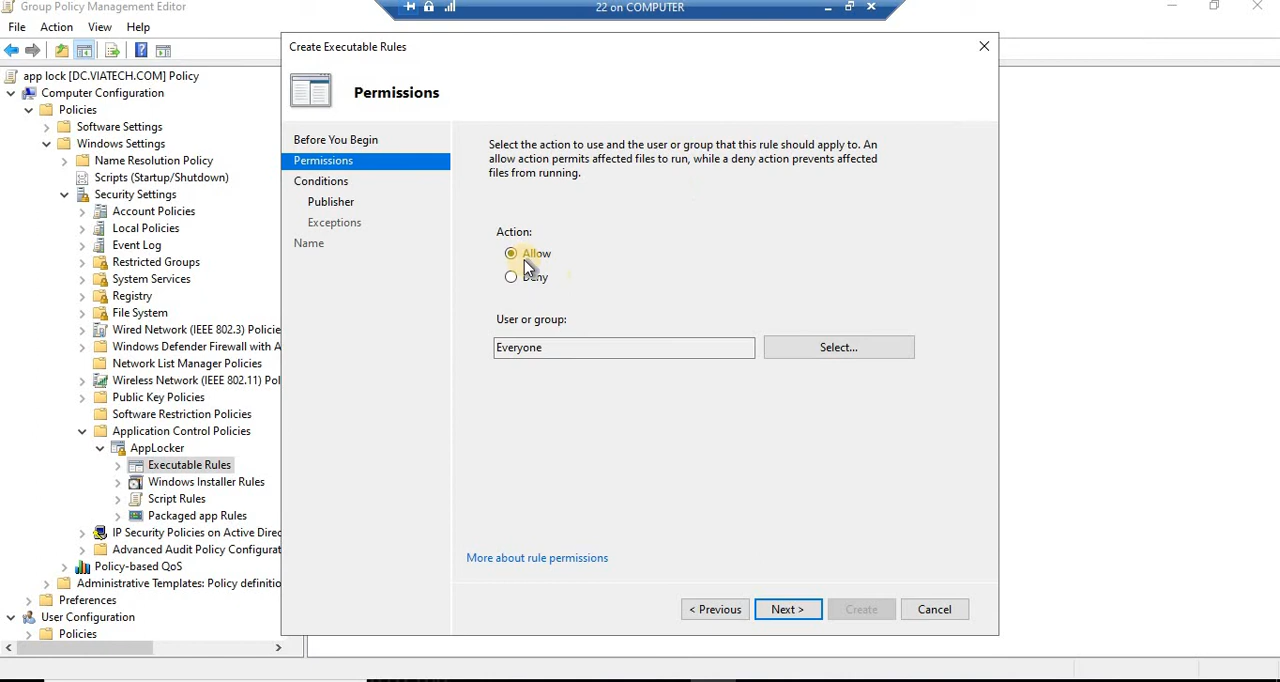 Group Policy Management Editor
22 on COMPUTER
File Action View Help
app lock [DC.VIATECH.COM] Policy
Computer Configuration
Policies
Software Settings
Windows Settings
Name Resolution Policy
Scripts (Startup/Shutdown)
Security Settings
Account Policies
Local Policies
Event Log
Restricted Groups
System Services
Registry
File System
Wired Network (IEEE 802.3) Policie
Windows Defender Firewall with A
Network List Manager Policies
Wireless Network (IEEE 802.11) Pol
Public Key Policies
Software Restriction Policies
Application Control Policies
AppLocker
Executable Rules
Windows Installer Rules
Script Rules
Packaged app Rules
IP Security Policies on Active Direc
Advanced Audit Policy Configurat
Policy-based QoS
Administrative Templates: Policy definitio
Preferences
User Configuration
Policies
Create Executable Rules
Permissions
Before You Begin
Permissions
Conditions
Publisher
Exceptions
Name
Select the action to use and the user or group that this rule should apply to. An
allow action permits affected files to run, while a deny action prevents affected
files from running.
Action:
Allow
Deny
User or group:
Everyone
Select...
More about rule permissions
< Previous
Next >
Create
Cancel